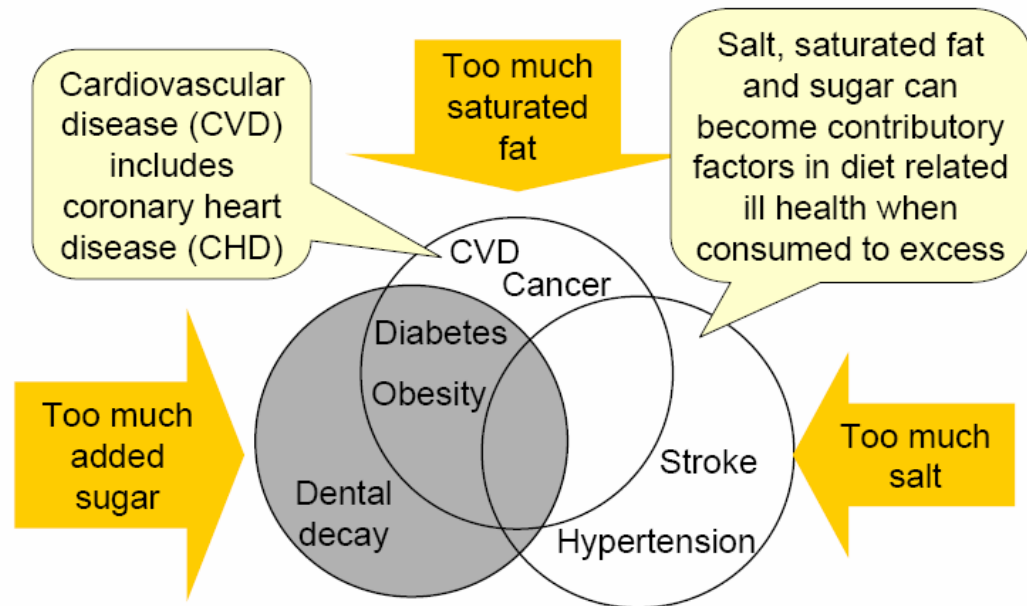 Cardiovascular
disease (CVD)
includes
coronary heart
disease (CHD)
Too much
saturated
fat
Salt, saturated fat
and sugar can
become contributory
factors in diet related
ill health when
consumed to excess
CVD
Cancer
Diabetes
Obesity
Too much
added
sugar
Dental
decay
Stroke
Hypertension
Too much
salt